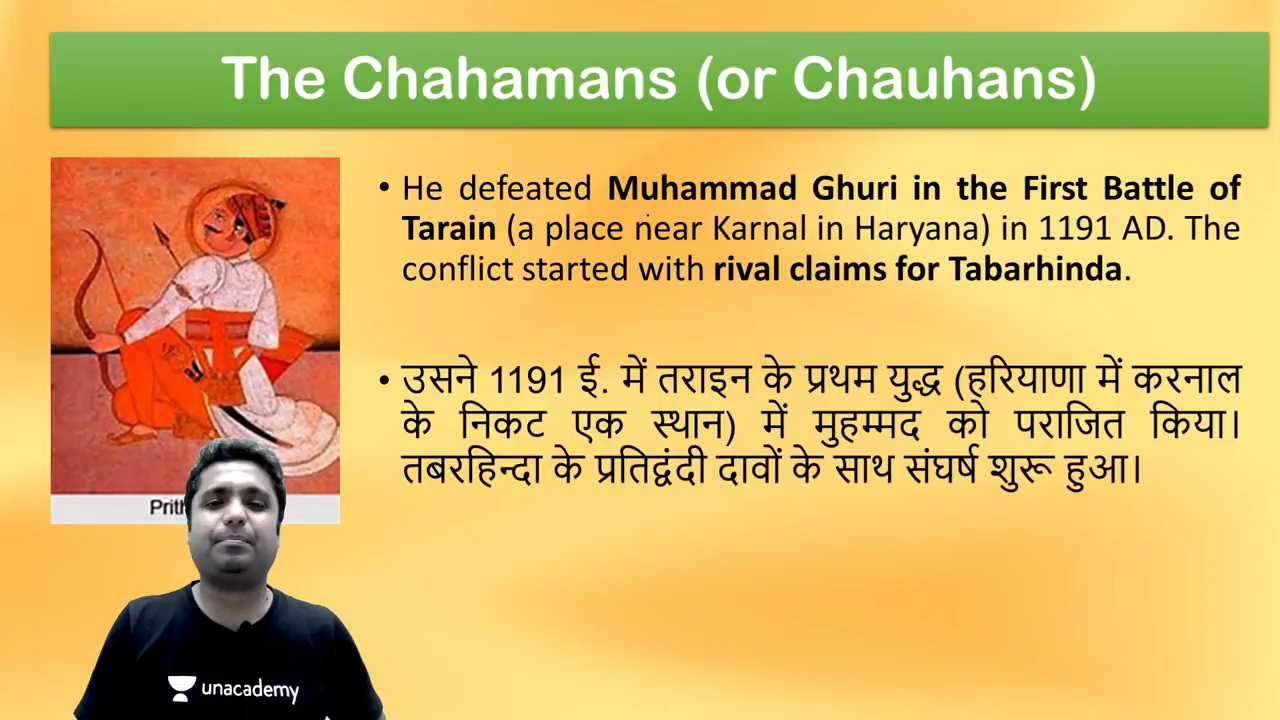 The Chahamans (or Chauhans)
• He defeated Muhammad Ghuri in the First Battle of
Tarain (a place near Karnal in Haryana) in 1191 AD. The
conflict started with rival claims for Tabarhinda.
• उसने 1191 ई. में तराइन के प्रथम युद्ध (हरियाणा में करनाल
के निकट एक स्थान) में मुहम्मद को पराजित किया।
तबरहिन्दा के प्रतिद्वंदी दावों के साथ संघर्ष शुरू हुआ।
unacademy